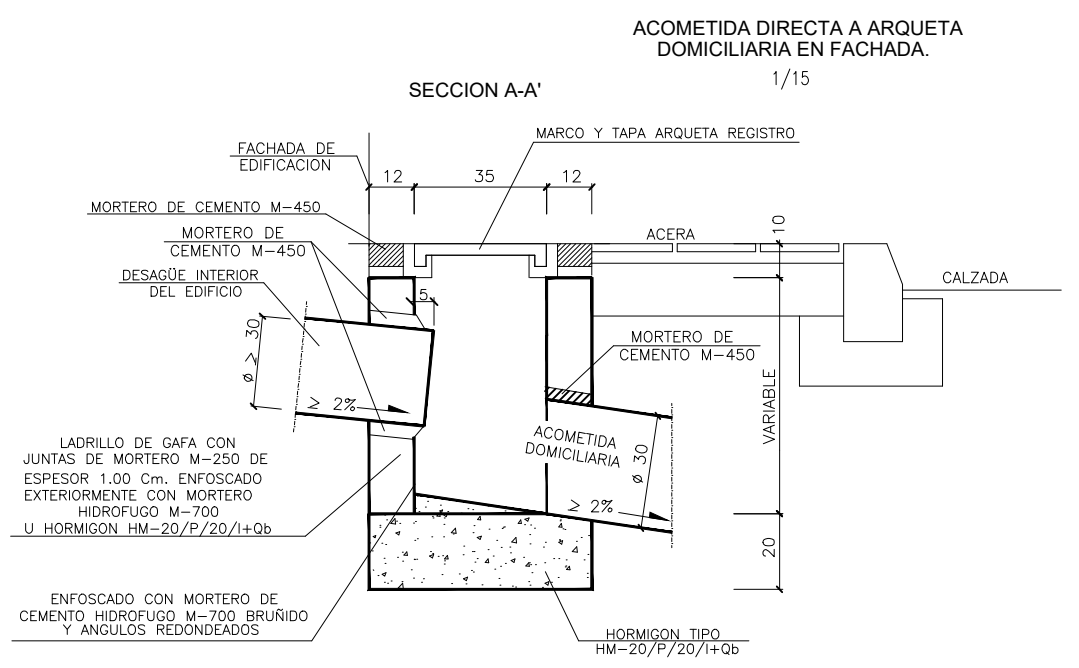 ACOMETIDA DIRECTA A ARQUETA
DOMICILIARIA EN FACHADA.
1/15
SECCION A-A'
MARCO Y TAPA ARQUETA REGISTRO
FACHADA DE
EDIFICACION
12
35
12
MORTERO DE CEMENTO M-450
MORTERO DE
CEMENTO M-450
ACERA
10
DESAGÜE INTERIOR
DEL EDIFICIO
CALZADA
5
Ø ≥ 30
MORTERO DE
CEMENTO M-450
≥ 2%
VARIABLE
ACOMETIDA
DOMICILIARIA
Ø 30
LADRILLO DE GAFA CON
JUNTAS DE MORTERO M-250 DE
ESPESOR 1.00 Cm. ENFOSCADO
EXTERIORMENTE CON MORTERO
HIDROFUGO M-700
U HORMIGON HM-20/P/20/I+Qb
≥ 2%
20
ENFOSCADO CON MORTERO DE
CEMENTO HIDROFUGO M-700 BRUÑIDO
Y ANGULOS REDONDEADOS
HORMIGON TIPO
HM-20/P/20/I+Qb